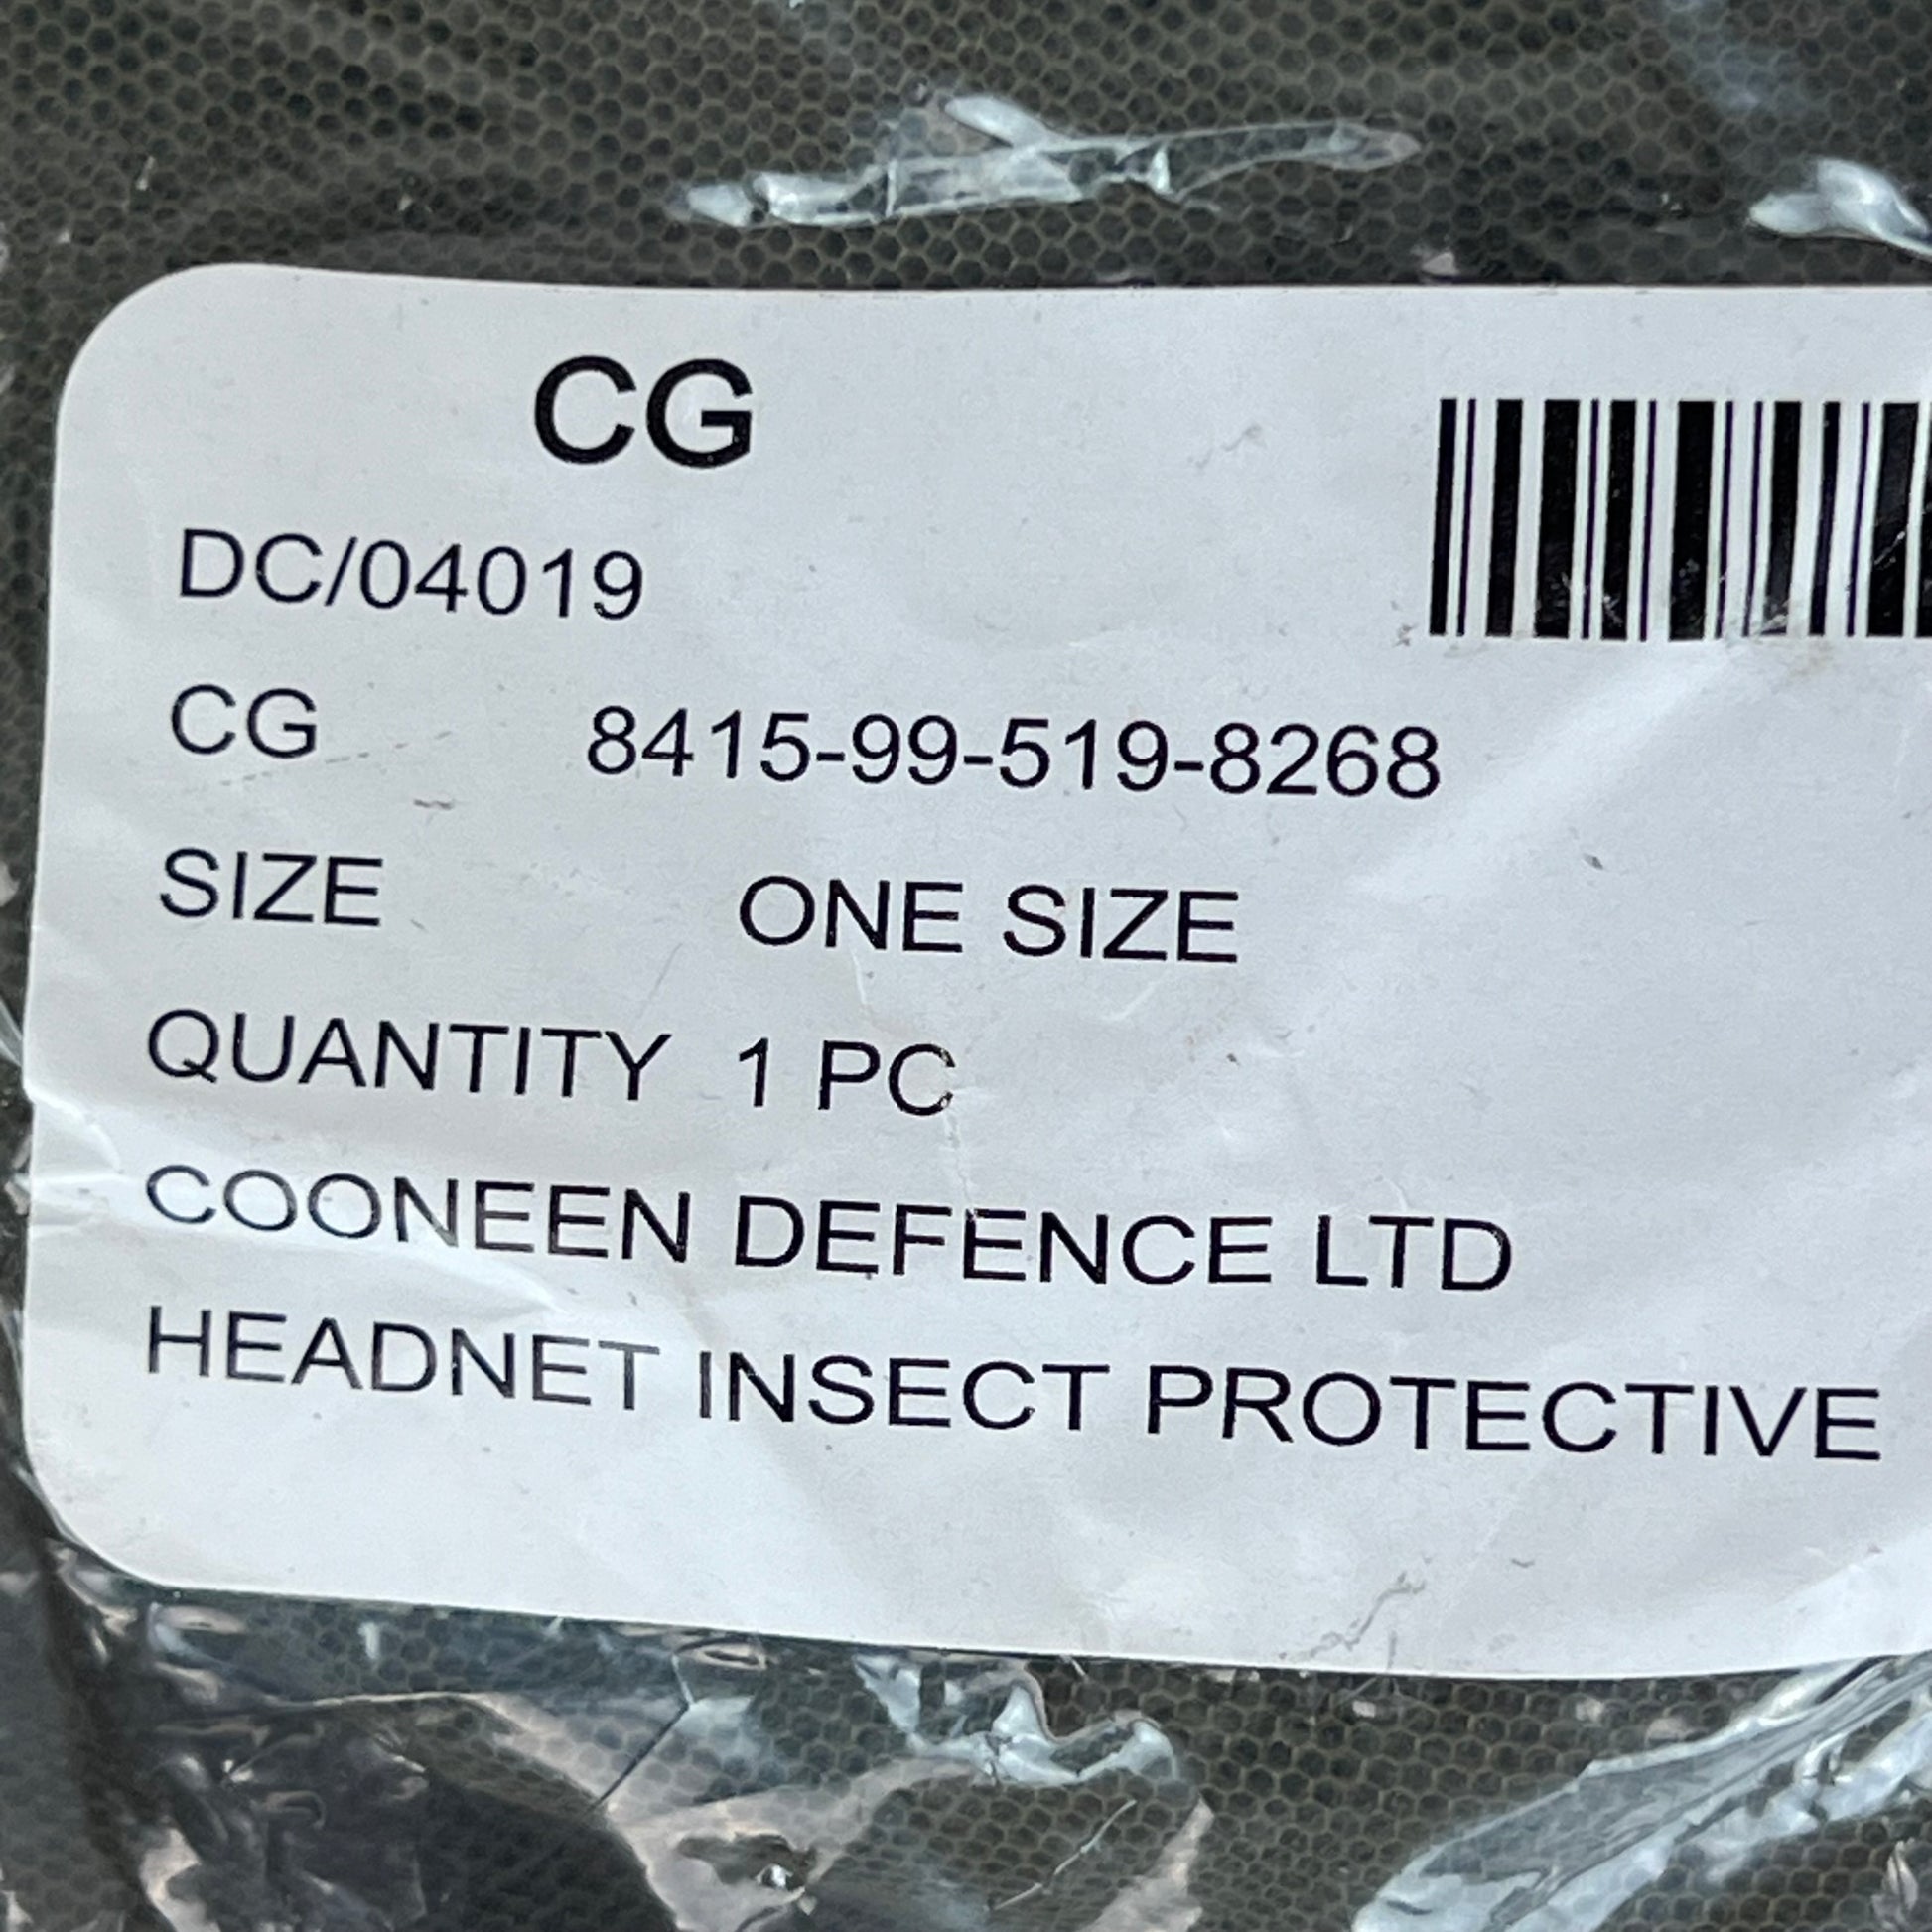 CG
DC/04019
CG 8415-99-519-8268
SIZE ONE SIZE
QUANTITY 1 PC
COONEEN DEFENCE LTD
HEADNET INSECT PROTECTIVE